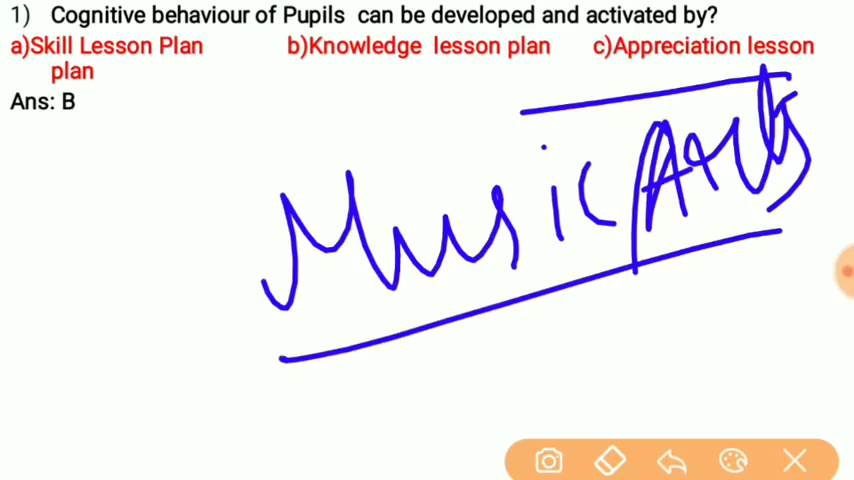 1) Cognitive behaviour of Pupils can be developed and activated by?
a)Skill Lesson Plan b)Knowledge lesson plan c)Appreciation lesson
plan
Ans: B
Music/Arts